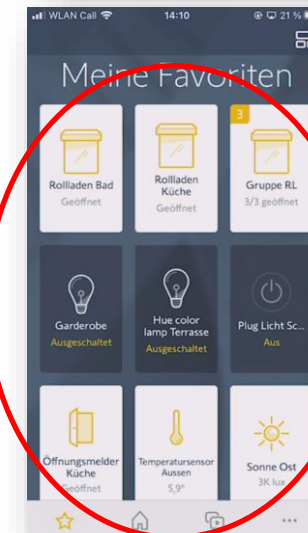 WLAN Call 14:10 21 %
Meine Favoriten
Rollladen Bad
Geöffnet
Rollladen
Küche
Geöffnet
3
Gruppe RL
3/3 geöffnet
Garderobe
Ausgeschaltet
Hue color
lamp Terrasse
Ausgeschaltet
Plug Licht Sc...
Aus
Öffnungsmelder
Küche
Geöffnet
Temperatursensor
Aussen
5,9°
Sonne Ost
3K lux